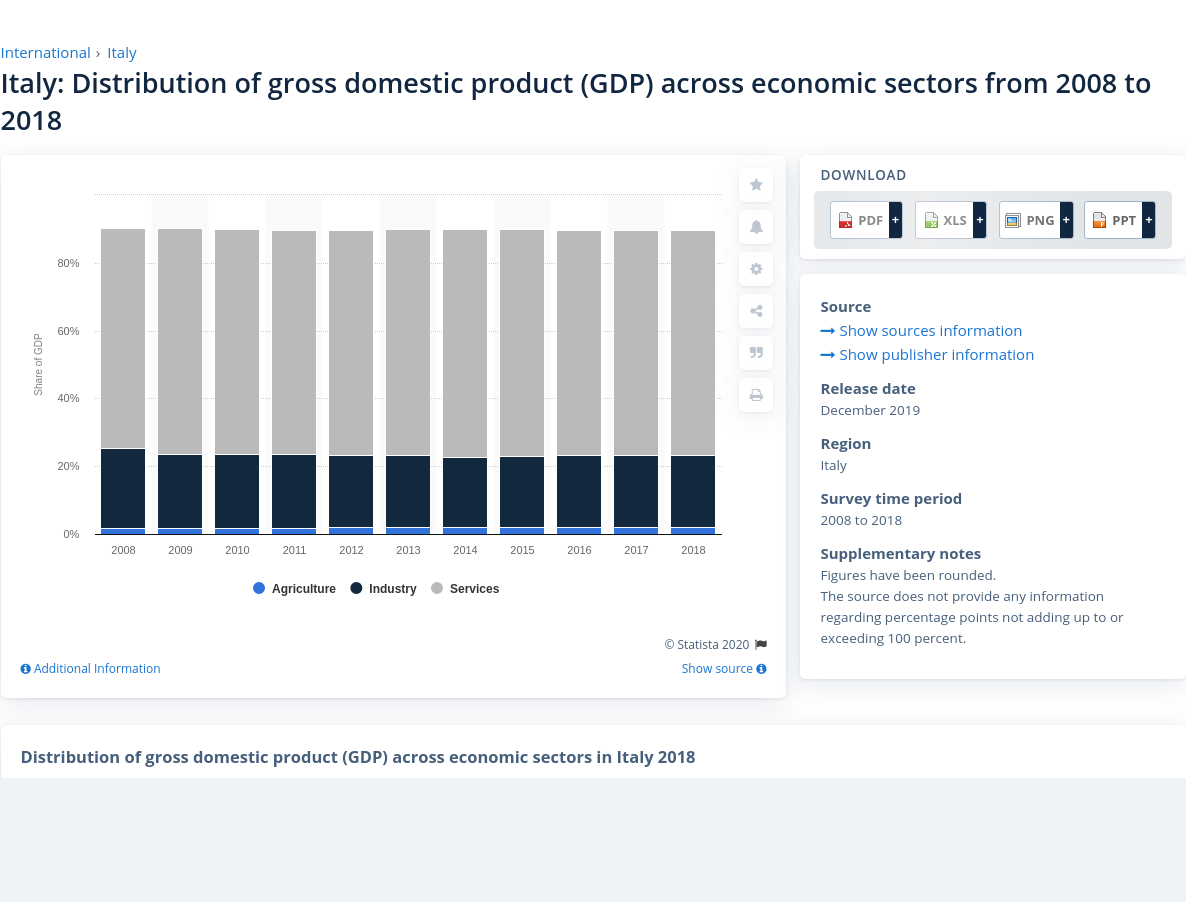 International › Italy
Italy: Distribution of gross domestic product (GDP) across economic sectors from 2008 to
2018
80%
60%
40%
20%
0%
Share of GDP
2008 2009 2010 2011 2012 2013 2014 2015 2016 2017 2018
Agriculture Industry Services
© Statista 2020
Additional Information Show source
DOWNLOAD
PDF + XLS + PNG + PPT +
Source
Show sources information
Show publisher information
Release date
December 2019
Region
Italy
Survey time period
2008 to 2018
Supplementary notes
Figures have been rounded.
The source does not provide any information
regarding percentage points not adding up to or
exceeding 100 percent.
Distribution of gross domestic product (GDP) across economic sectors in Italy 2018